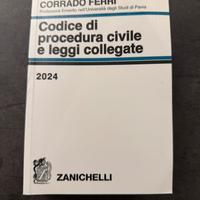 CORRADO FERRI
Professore Emerito nell'Università degli Studi di Pavia
Codice di
procedura civile
e leggi collegate
2024
ZANICHELLI